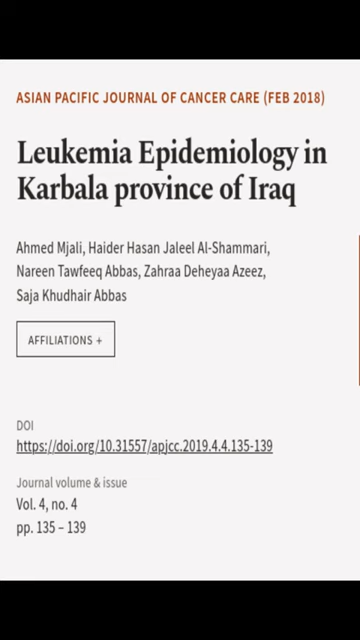 ASIAN PACIFIC JOURNAL OF CANCER CARE (FEB 2018)
Leukemia Epidemiology in
Karbala province of Iraq
Ahmed Mjali, Haider Hasan Jaleel Al-Shammari,
Nareen Tawfeeq Abbas, Zahraa Deheyaa Azeez,
Saja Khudhair Abbas
AFFILIATIONS +
DOI
https://doi.org/10.31557/apjcc.2019.4.4.135-139
Journal volume & issue
Vol. 4, no. 4
pp. 135 – 139